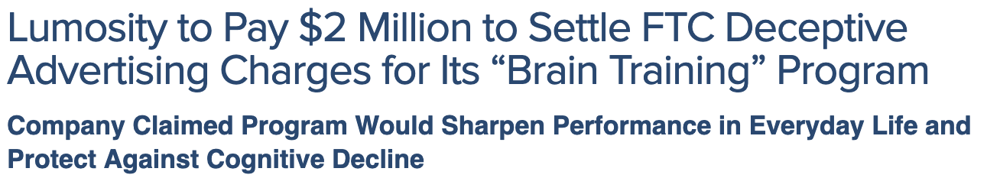 Lumosity to Pay $2 Million to Settle FTC Deceptive
Advertising Charges for Its “Brain Training” Program
Company Claimed Program Would Sharpen Performance in Everyday Life and
Protect Against Cognitive Decline